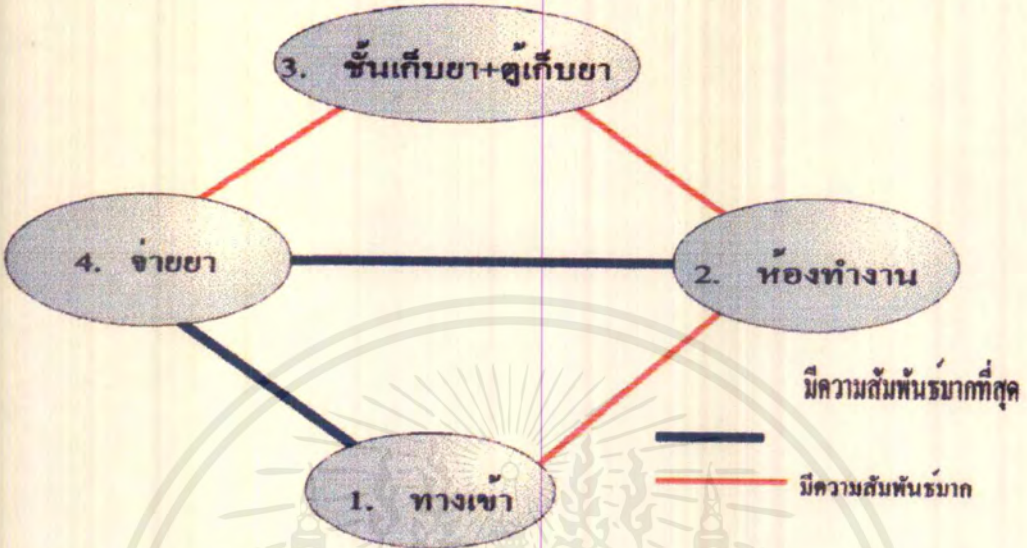 3. ชั้นเก็บยา+ตู้เก็บยา
4. จ่ายยา
2. ห้องทำงาน
มีความสัมพันธ์มากที่สุด
มีความสัมพันธ์มาก
1. ทางเข้า